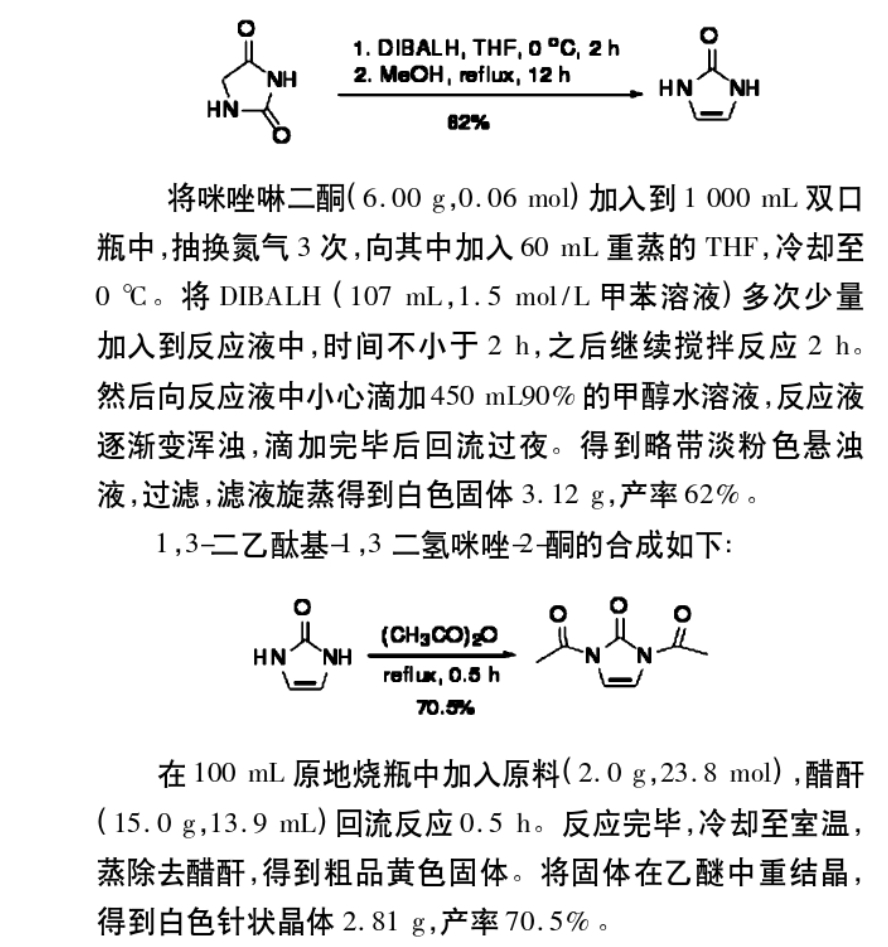 O
NH
HN
O
1. DIBALH, THF, 0 °C, 2 h
2. MeOH, reflux, 12 h
62%
O
HN NH
将咪唑啉二酮(6.00 g,0.06 mol)加入到1 000 mL双口
瓶中,抽换氮气3次,向其中加入60 mL重蒸的THF,冷却至
0 ℃。将DIBALH (107 mL,1.5 mol/L甲苯溶液)多次少量
加入到反应液中,时间不小于2 h,之后继续搅拌反应2 h。
然后向反应液中小心滴加450 mL90%的甲醇水溶液,反应液
逐渐变浑浊,滴加完毕后回流过夜。得到略带淡粉色悬浊
液,过滤,滤液旋蒸得到白色固体3.12 g,产率62%。
1,3-二乙酰基-1,3二氢咪唑-2-酮的合成如下:
O
HN NH
(CH3CO)2O
reflux, 0.5 h
70.5%
O O O
N N
在100 mL原地烧瓶中加入原料(2.0 g,23.8 mol),醋酐
(15.0 g,13.9 mL)回流反应0.5 h。反应完毕,冷却至室温,
蒸除去醋酐,得到粗品黄色固体。将固体在乙醚中重结晶,
得到白色针状晶体2.81 g,产率70.5%。